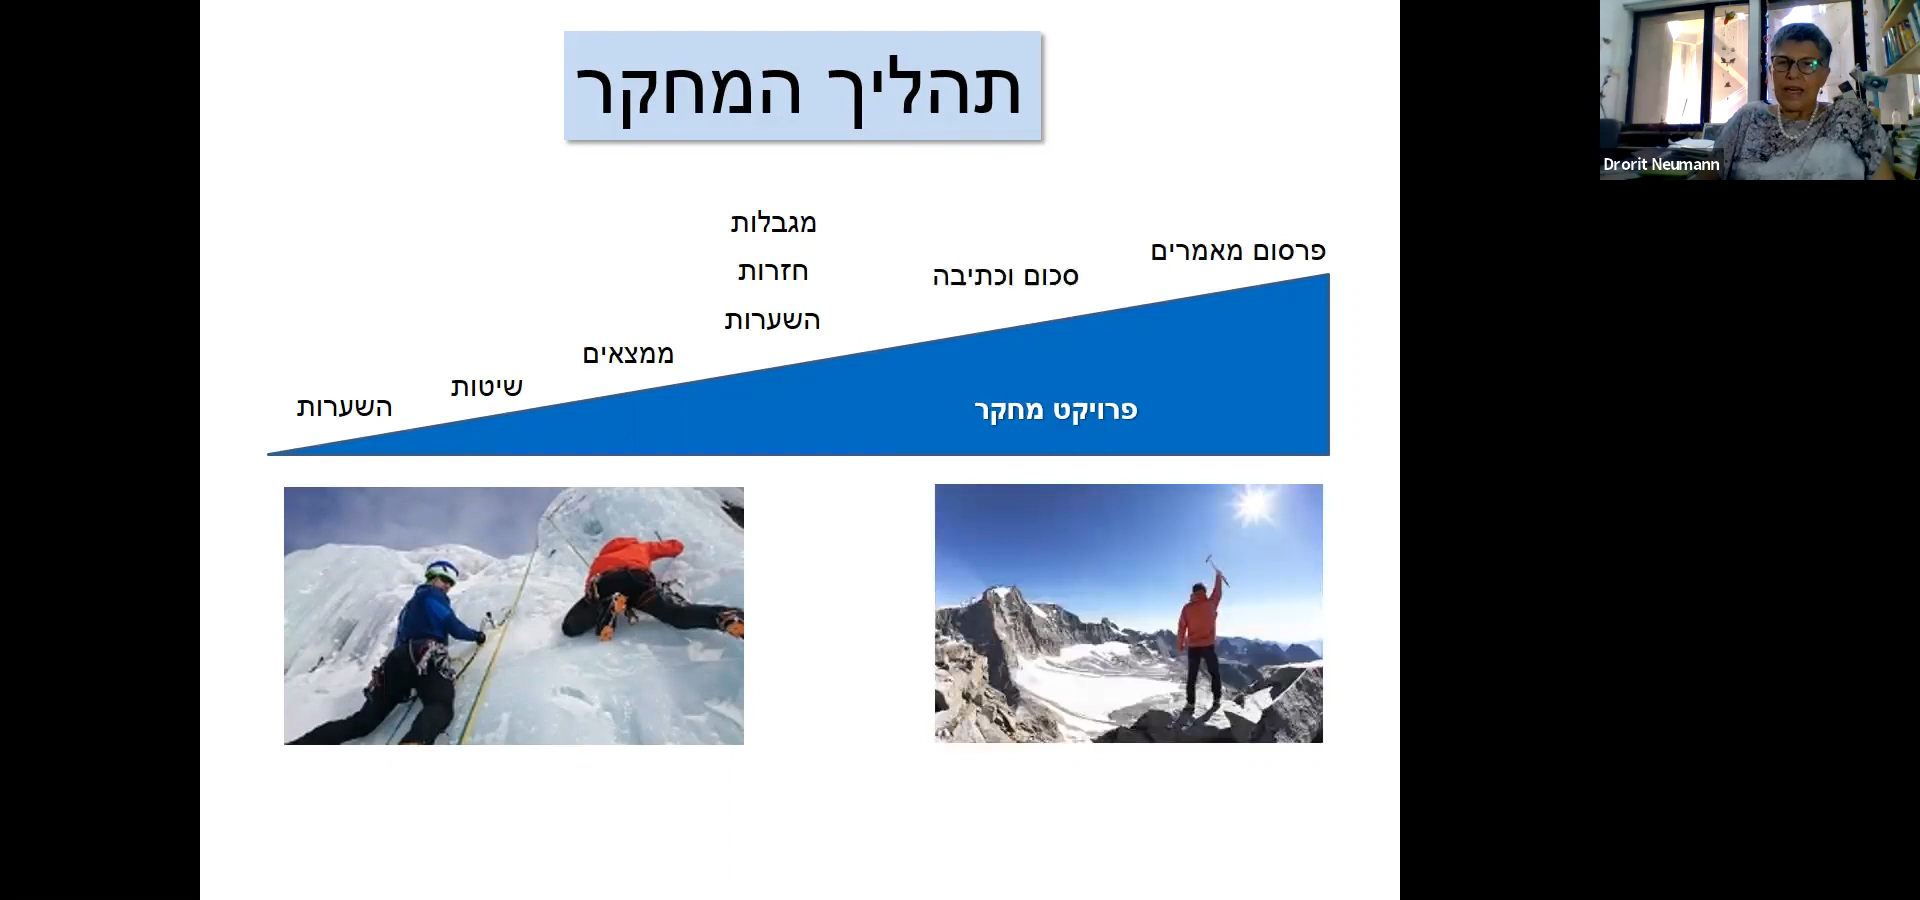 תהליך המחקר
מגבלות
חזרות
השערות
פרסום מאמרים
סכום וכתיבה
ממצאים
שיטות
השערות
פרויקט מחקר
Drorit Neumann